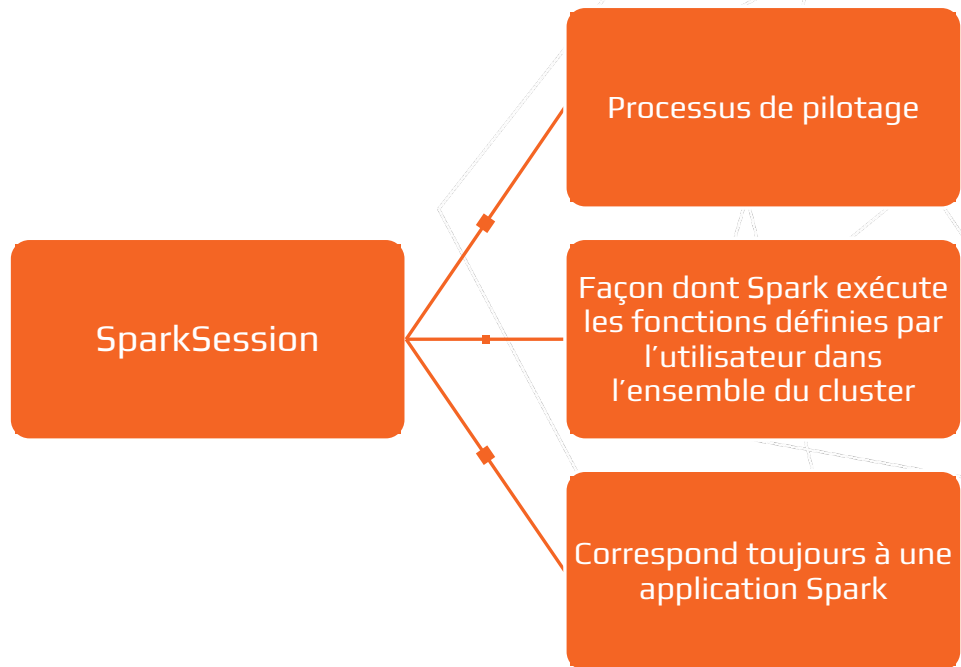 SparkSession
Processus de pilotage
Façon dont Spark exécute
les fonctions définies par
l’utilisateur dans
l’ensemble du cluster
Correspond toujours à une
application Spark